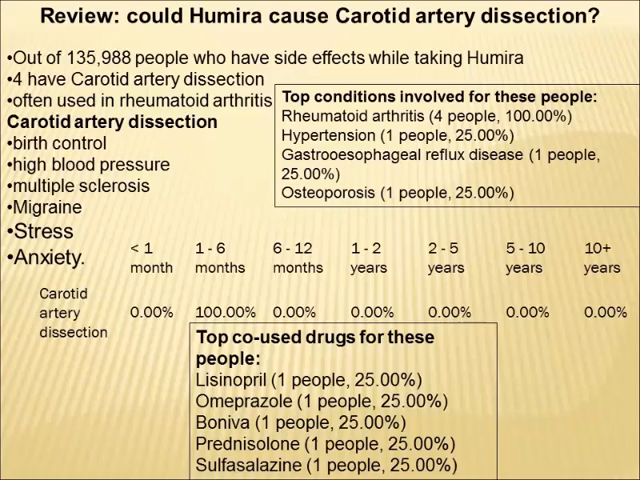 Review: could Humira cause Carotid artery dissection?
•Out of 135,988 people who have side effects while taking Humira
•4 have Carotid artery dissection
•often used in rheumatoid arthritis
Carotid artery dissection
•birth control
•high blood pressure
•multiple sclerosis
•Migraine
•Stress
•Anxiety.
Top conditions involved for these people:
Rheumatoid arthritis (4 people, 100.00%)
Hypertension (1 people, 25.00%)
Gastrooesophageal reflux disease (1 people,
25.00%)
Osteoporosis (1 people, 25.00%)
< 1 1 - 6 6 - 12 1 - 2 2 - 5 5 - 10 10+
month months months years years years years
Carotid
artery 0.00% 100.00% 0.00% 0.00% 0.00% 0.00% 0.00%
dissection
Top co-used drugs for these
people:
Lisinopril (1 people, 25.00%)
Omeprazole (1 people, 25.00%)
Boniva (1 people, 25.00%)
Prednisolone (1 people, 25.00%)
Sulfasalazine (1 people, 25.00%)